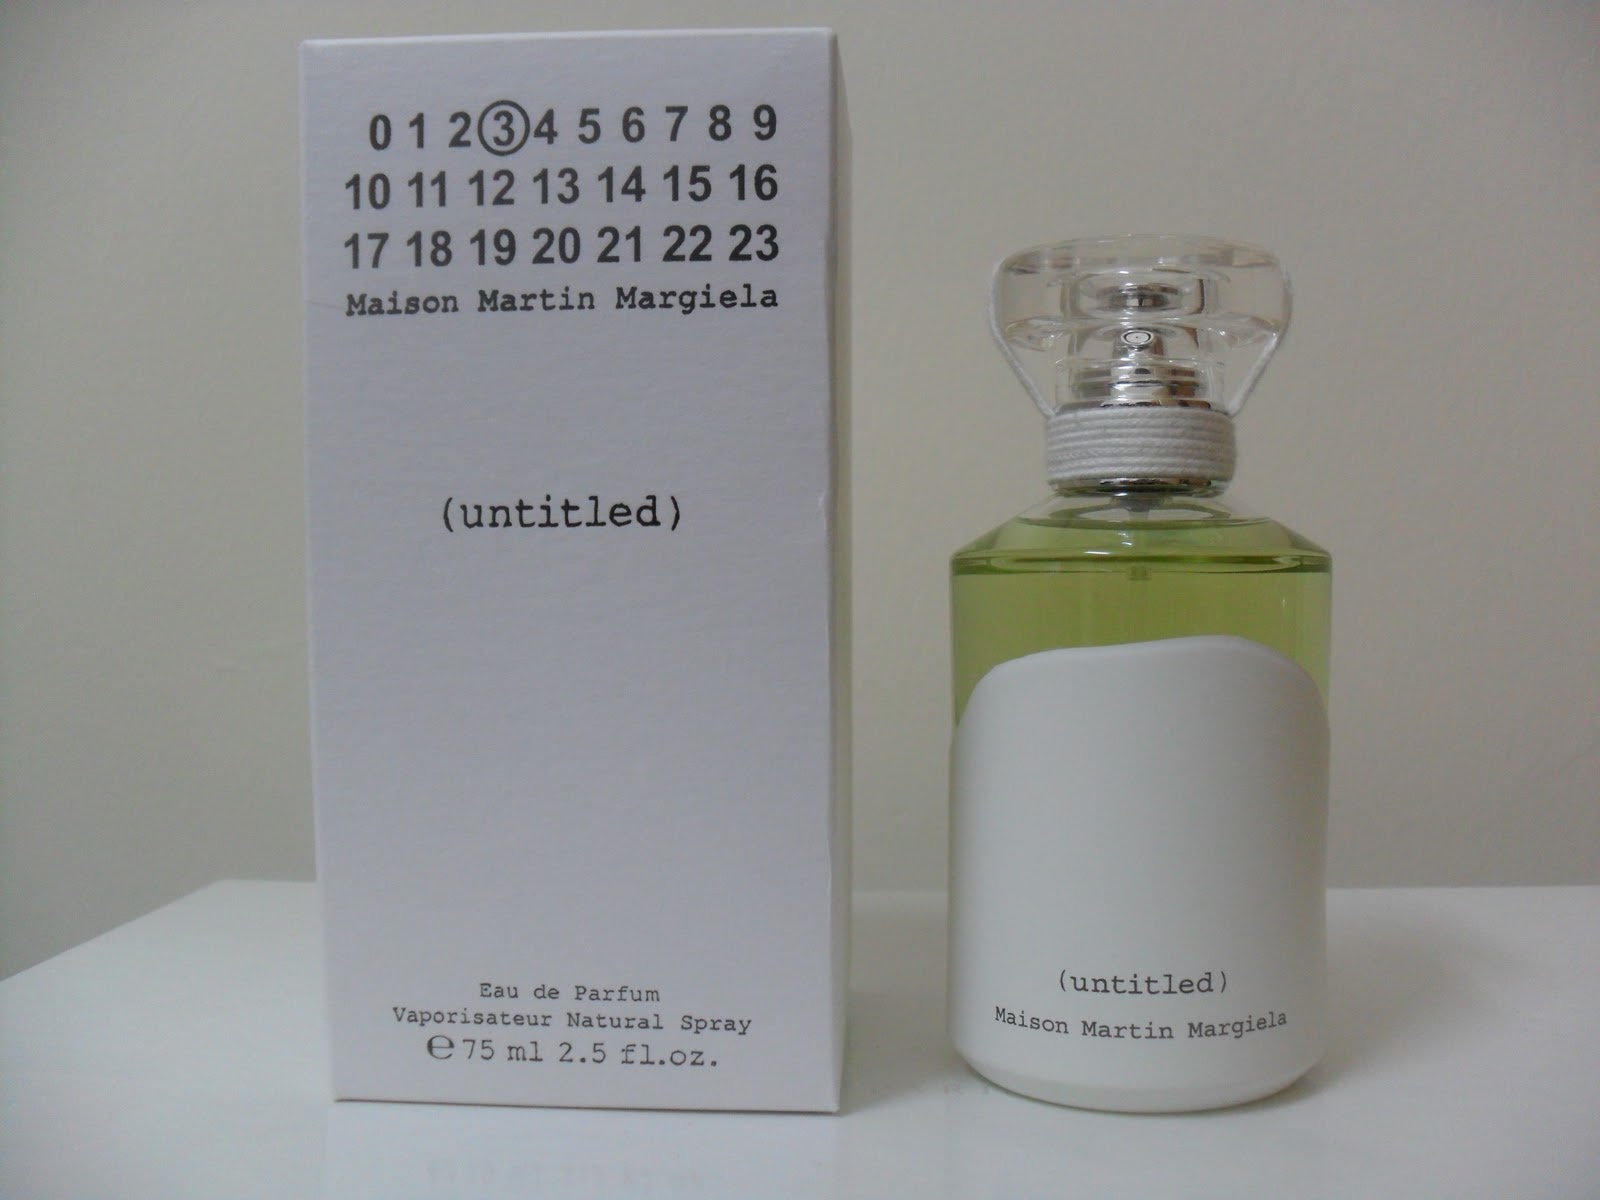 0 1 2 3 4 5 6 7 8 9
10 11 12 13 14 15 16
17 18 19 20 21 22 23
Maison Martin Margiela
(untitled)
Eau de Parfum
Vaporisateur Natural Spray
℮ 75 ml 2.5 fl.oz.
(untitled)
Maison Martin Margiela